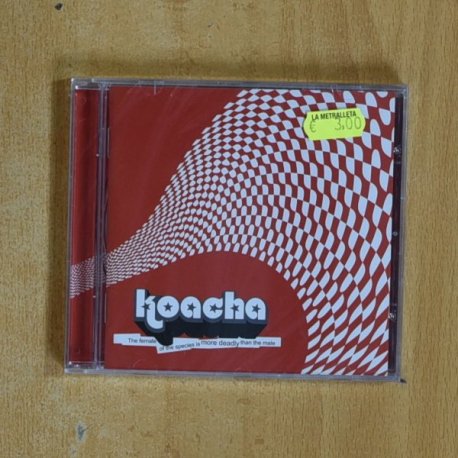 LA METRALLETA
€ 3,00
koacha
The female of the species is more deadly than the male